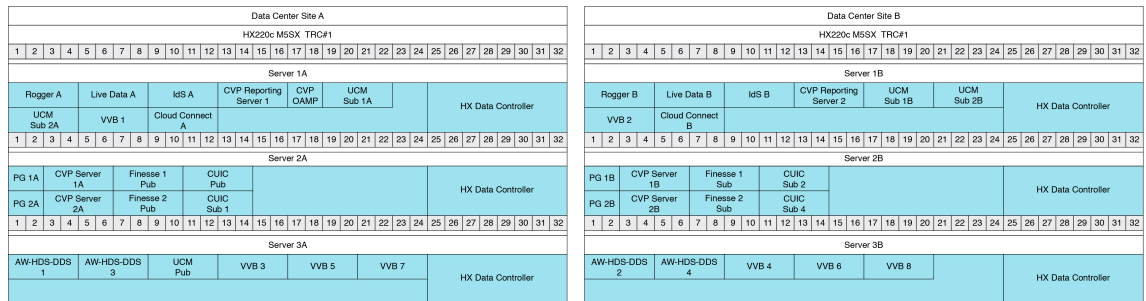 Data Center Site A
HX220c M5SX TRC#1
1 2 3 4 5 6 7 8 9 10 11 12 13 14 15 16 17 18 19 20 21 22 23 24 25 26 27 28 29 30 31 32
Server 1A
Rogger A
Live Data A
IdS A
CVP Reporting
Server 1
CVP
OAMP
UCM
Sub 1A
HX Data Controller
UCM
Sub 2A
VVB 1
Cloud Connect
A
1 2 3 4 5 6 7 8 9 10 11 12 13 14 15 16 17 18 19 20 21 22 23 24 25 26 27 28 29 30 31 32
Server 2A
PG 1A
CVP Server
1A
Finesse 1
Pub
CUIC
Pub
HX Data Controller
PG 2A
CVP Server
2A
Finesse 2
Pub
CUIC
Sub 1
1 2 3 4 5 6 7 8 9 10 11 12 13 14 15 16 17 18 19 20 21 22 23 24 25 26 27 28 29 30 31 32
Server 3A
AW-HDS-DDS
1
AW-HDS-DDS
3
UCM
Pub
VVB 3
VVB 5
VVB 7
HX Data Controller
Data Center Site B
HX220c M5SX TRC#1
1 2 3 4 5 6 7 8 9 10 11 12 13 14 15 16 17 18 19 20 21 22 23 24 25 26 27 28 29 30 31 32
Server 1B
Rogger B
Live Data B
IdS B
CVP Reporting
Server 2
UCM
Sub 1B
UCM
Sub 2B
HX Data Controller
VVB 2
Cloud Connect
B
1 2 3 4 5 6 7 8 9 10 11 12 13 14 15 16 17 18 19 20 21 22 23 24 25 26 27 28 29 30 31 32
Server 2B
PG 1B
CVP Server
1B
Finesse 1
Sub
CUIC
Sub 2
HX Data Controller
PG 2B
CVP Server
2B
Finesse 2
Sub
CUIC
Sub 4
1 2 3 4 5 6 7 8 9 10 11 12 13 14 15 16 17 18 19 20 21 22 23 24 25 26 27 28 29 30 31 32
Server 3B
AW-HDS-DDS
2
AW-HDS-DDS
4
VVB 4
VVB 6
VVB 8
HX Data Controller